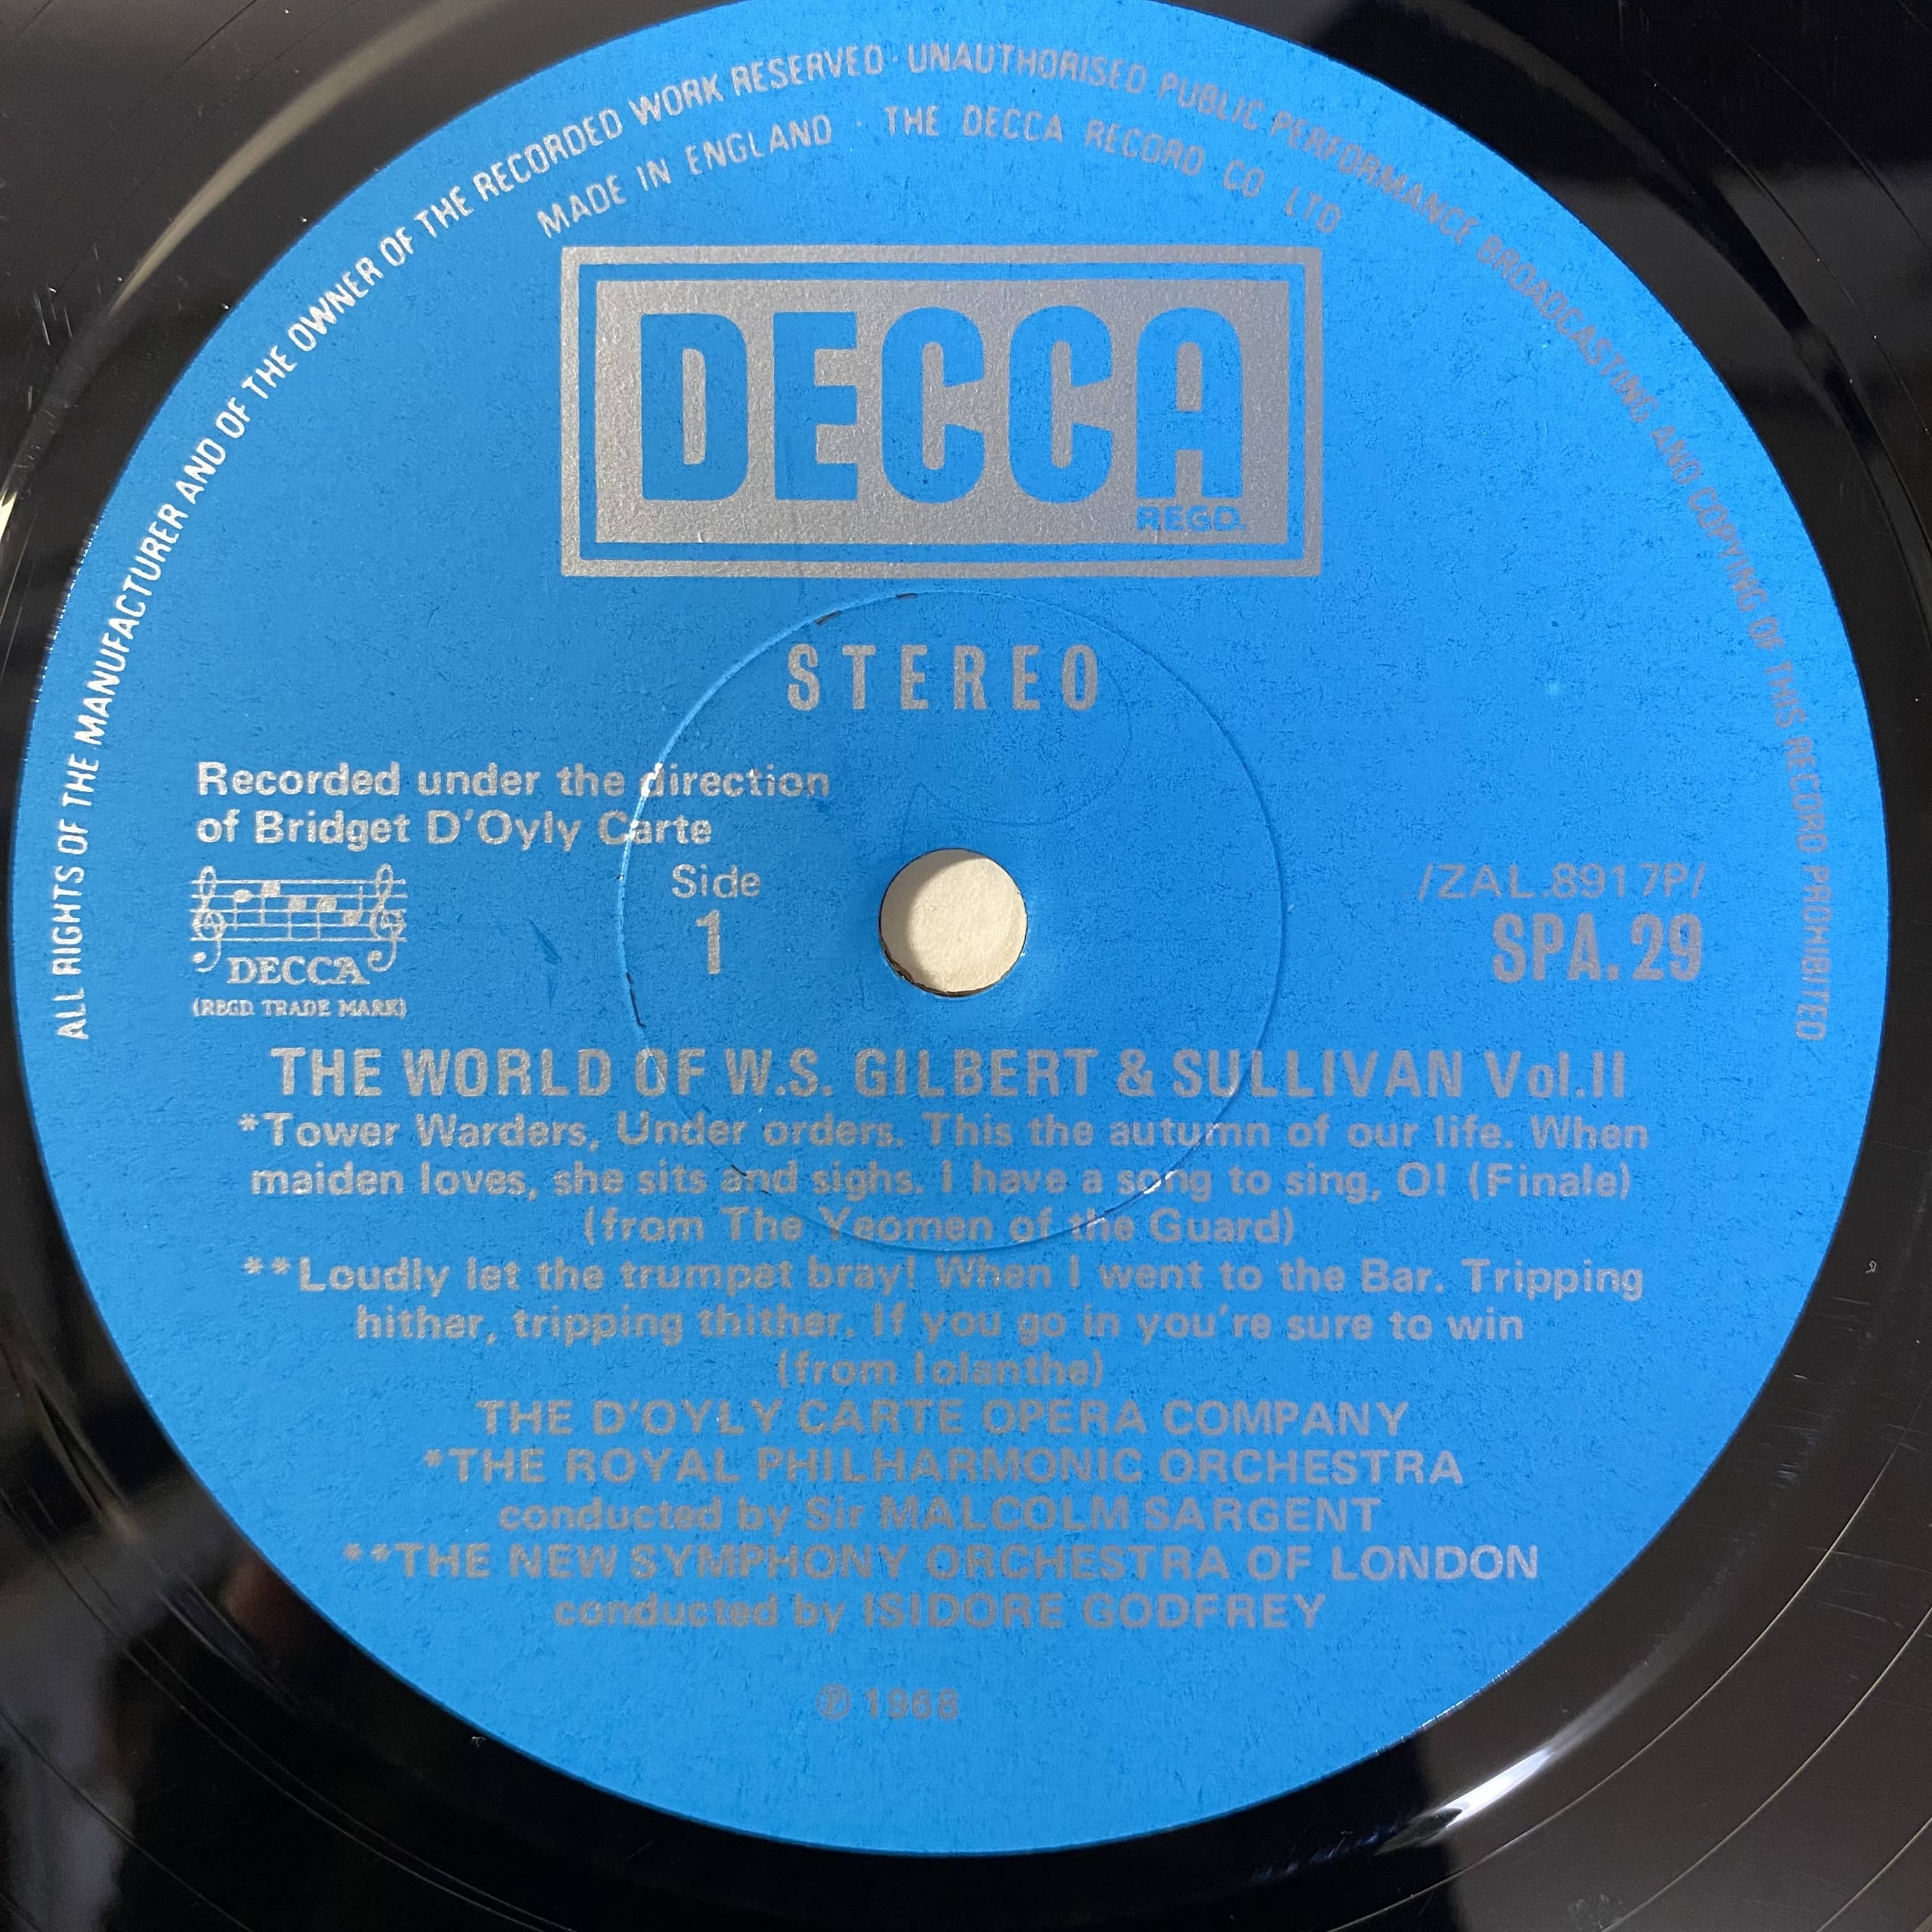 ALL RIGHTS OF THE MANUFACTURER AND OF THE OWNER OF THE RECORDED WORK RESERVED · UNAUTHORISED PUBLIC PERFORMANCE BROADCASTING AND COPYING OF THIS RECORD PROHIBITED
MADE IN ENGLAND · THE DECCA RECORD CO LTD
DECCA
REGD.
STEREO
Recorded under the direction
of Bridget D'Oyly Carte
Side
1
DECCA
(REGD. TRADE MARK)
/ZAL.8917P/
SPA.29
THE WORLD OF W.S. GILBERT & SULLIVAN Vol.II
*Tower Warders, Under orders. This the autumn of our life. When
maiden loves, she sits and sighs. I have a song to sing, O! (Finale)
(from The Yeomen of the Guard)
**Loudly let the trumpet bray! When I went to the Bar. Tripping
hither, tripping thither. If you go in you're sure to win
(from Iolanthe)
THE D'OYLY CARTE OPERA COMPANY
*THE ROYAL PHILHARMONIC ORCHESTRA
conducted by Sir MALCOLM SARGENT
**THE NEW SYMPHONY ORCHESTRA OF LONDON
conducted by ISIDORE GODFREY
℗ 1968